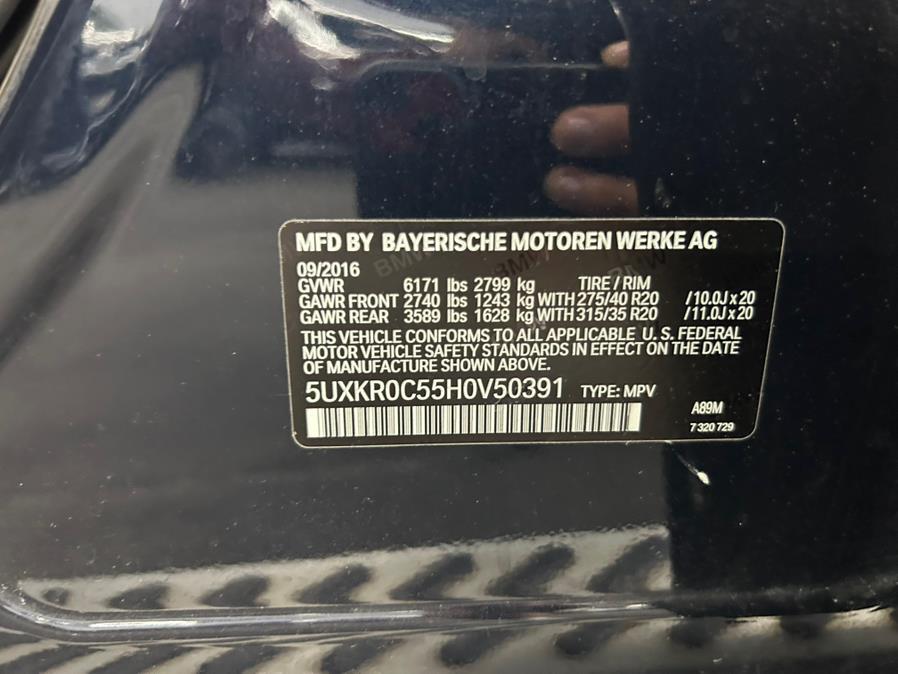 MFD BY BAYERISCHE MOTOREN WERKE AG
09/2016
GVWR 6171 lbs 2799 kg TIRE / RIM
GAWR FRONT 2740 lbs 1243 kg WITH 275/40 R20 / 10.0J x 20
GAWR REAR 3589 lbs 1628 kg WITH 315/35 R20 / 11.0J x 20
THIS VEHICLE CONFORMS TO ALL APPLICABLE U. S. FEDERAL
MOTOR VEHICLE SAFETY STANDARDS IN EFFECT ON THE DATE
OF MANUFACTURE SHOWN ABOVE.
5UXKR0C55H0V50391 TYPE: MPV
A89M
7 320 729
BMW BMW BMW